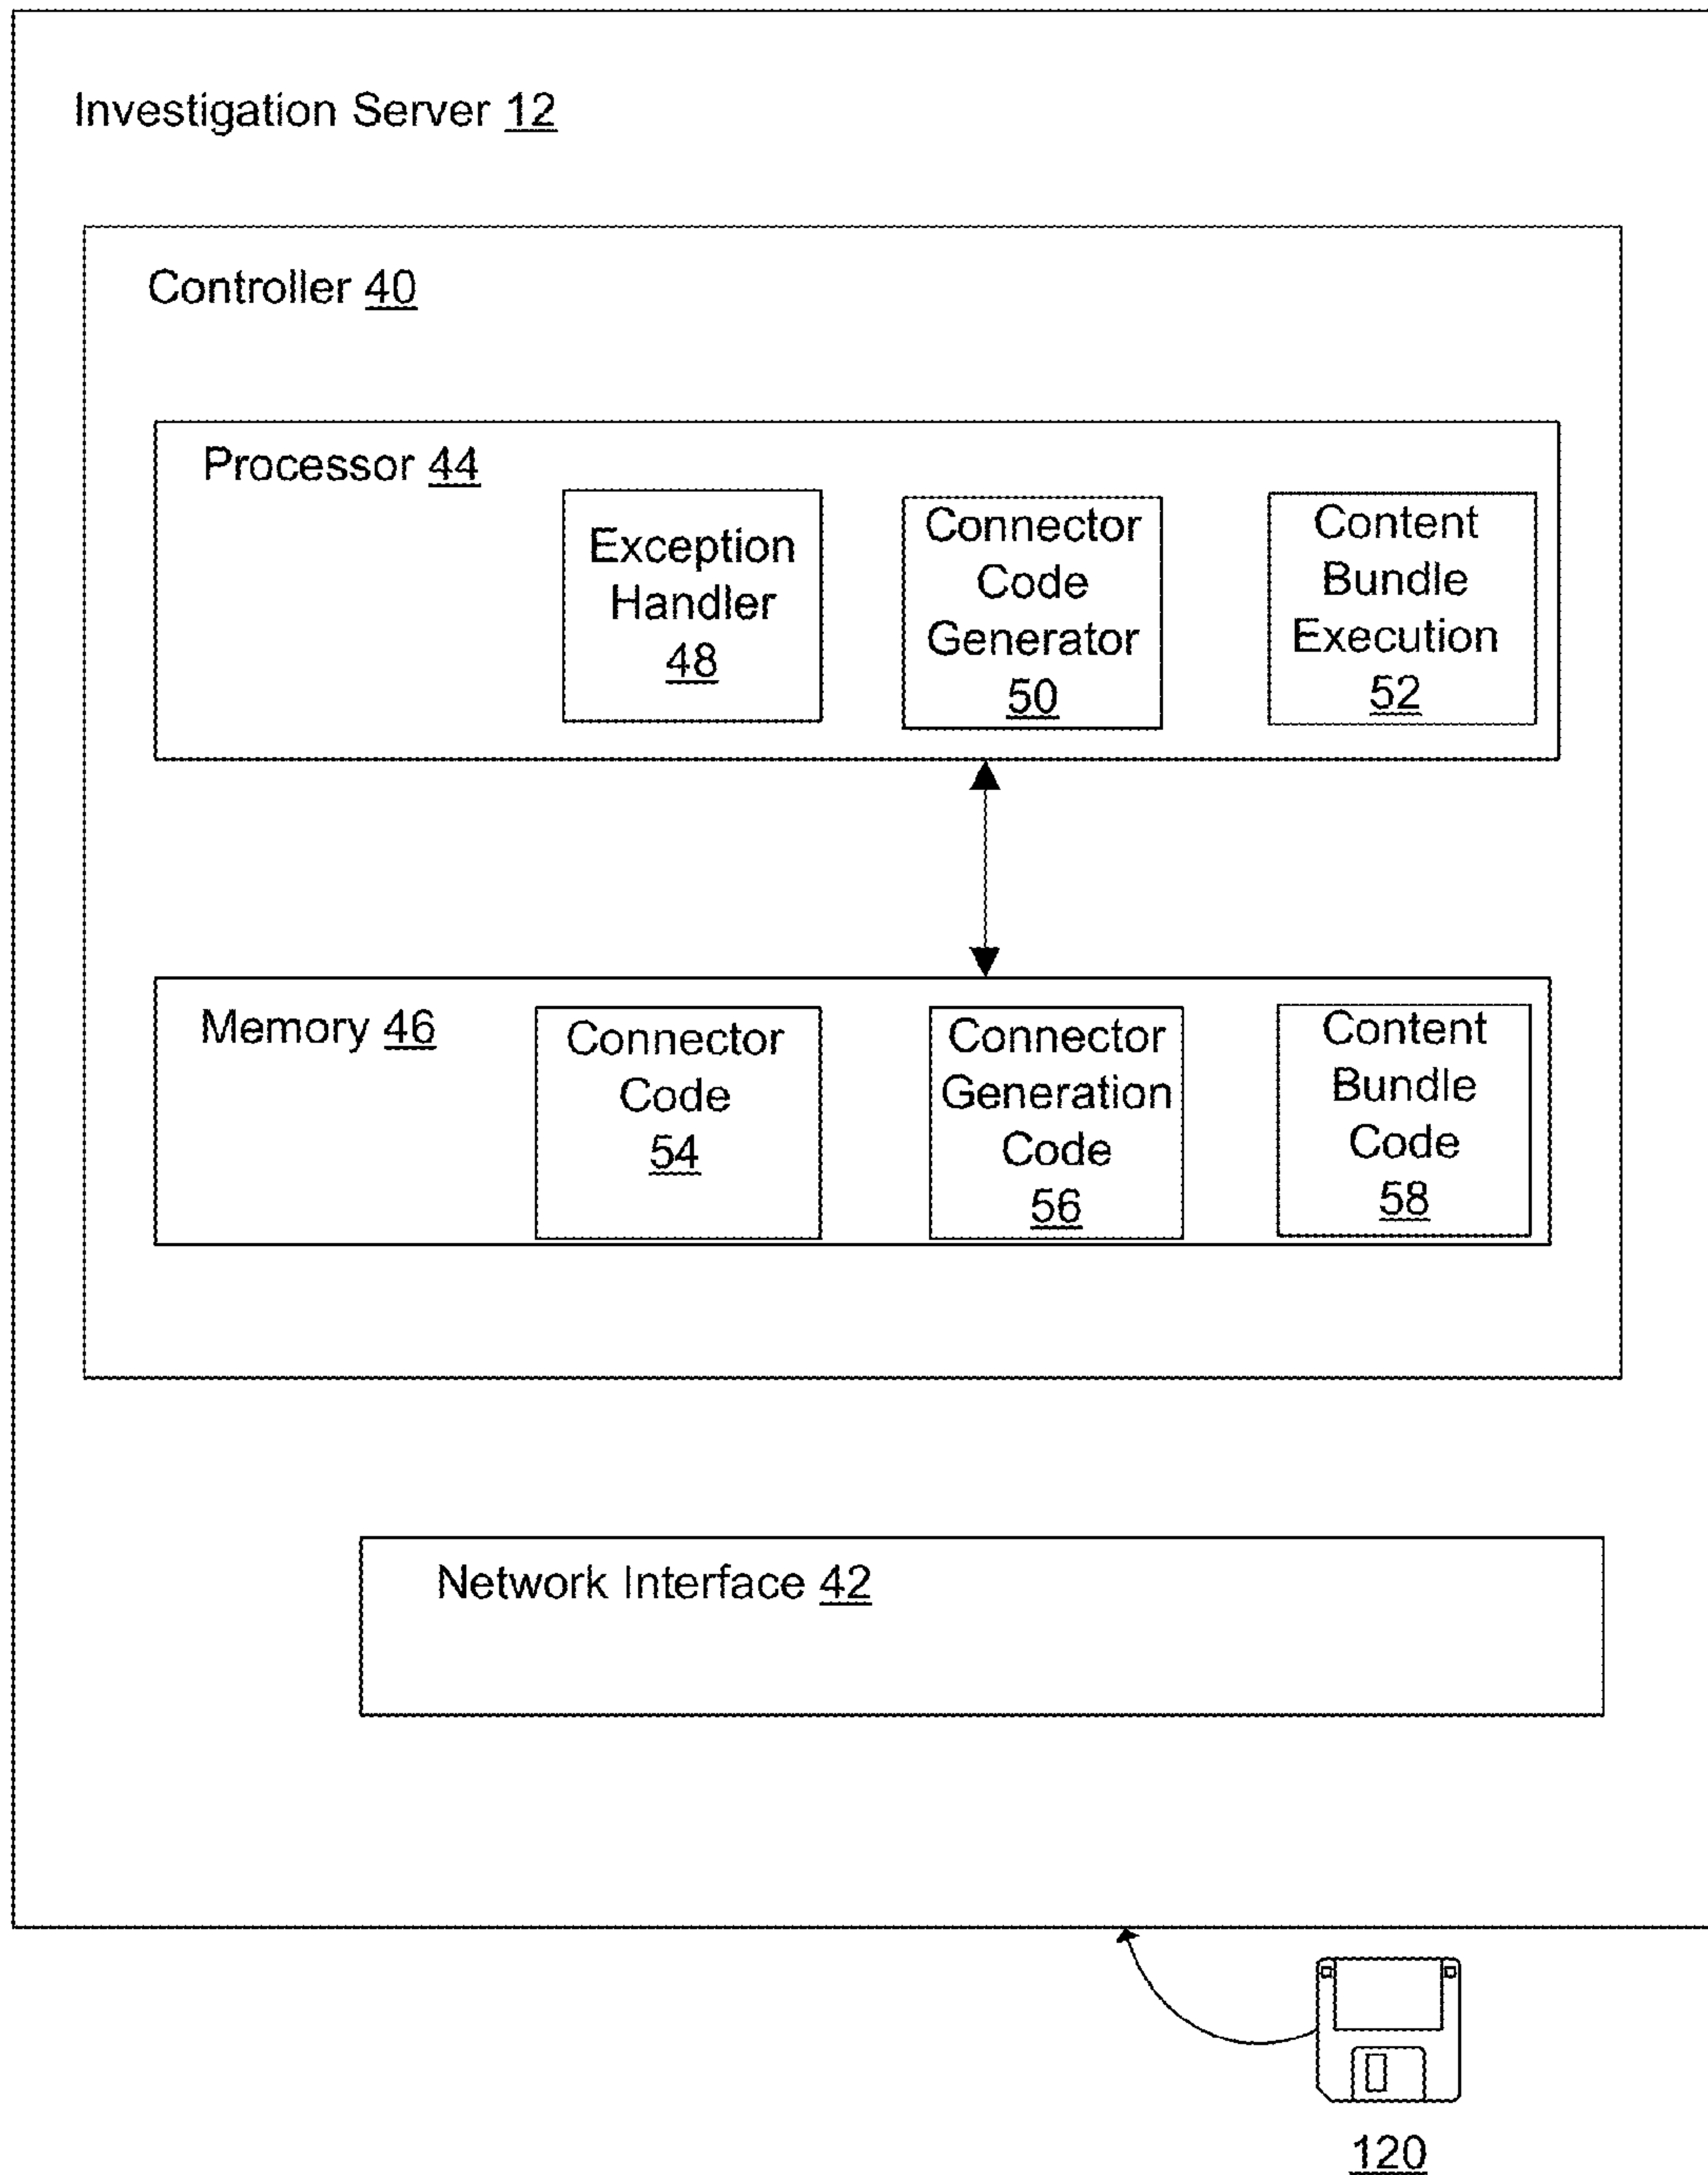 Investigation Server 12
Controller 40
Processor 44
Exception
Handler
48
Connector
Code
Generator
50
Content
Bundle
Execution
52
Memory 46
Connector
Code
54
Connector
Generation
Code
56
Content
Bundle
Code
58
Network Interface 42
120